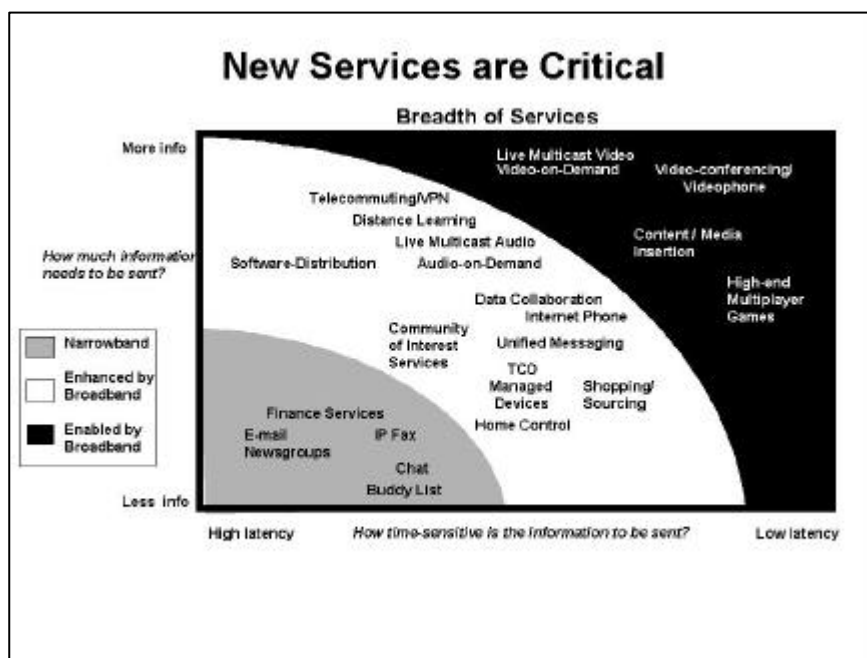 New Services are Critical
Breadth of Services
More info
Live Multicast Video
Video-on-Demand
Video-conferencing/
Videophone
Telecommuting/VPN
Distance Learning
Live Multicast Audio
Software-Distribution
Audio-on-Demand
Content / Media
Insertion
How much information
needs to be sent?
High-end
Multiplayer
Games
Data Collaboration
Internet Phone
Community
of Interest
Services
Unified Messaging
TCO
Managed
Devices
Shopping/
Sourcing
Home Control
Narrowband
Enhanced by
Broadband
Enabled by
Broadband
Finance Services
E-mail
Newsgroups
IP Fax
Chat
Buddy List
Less info
High latency
How time-sensitive is the information to be sent?
Low latency